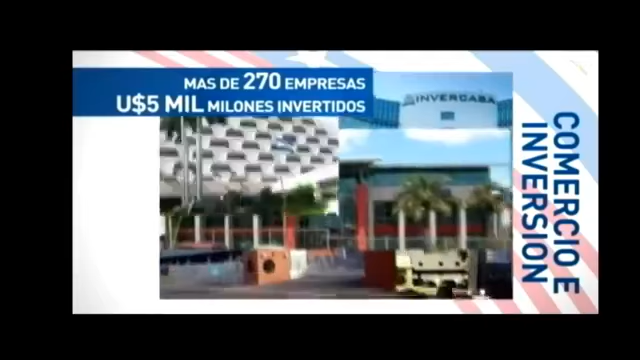 MAS DE 270 EMPRESAS
U$5 MIL MILONES INVERTIDOS
INVERCASA
COMERCIO E
INVERSION